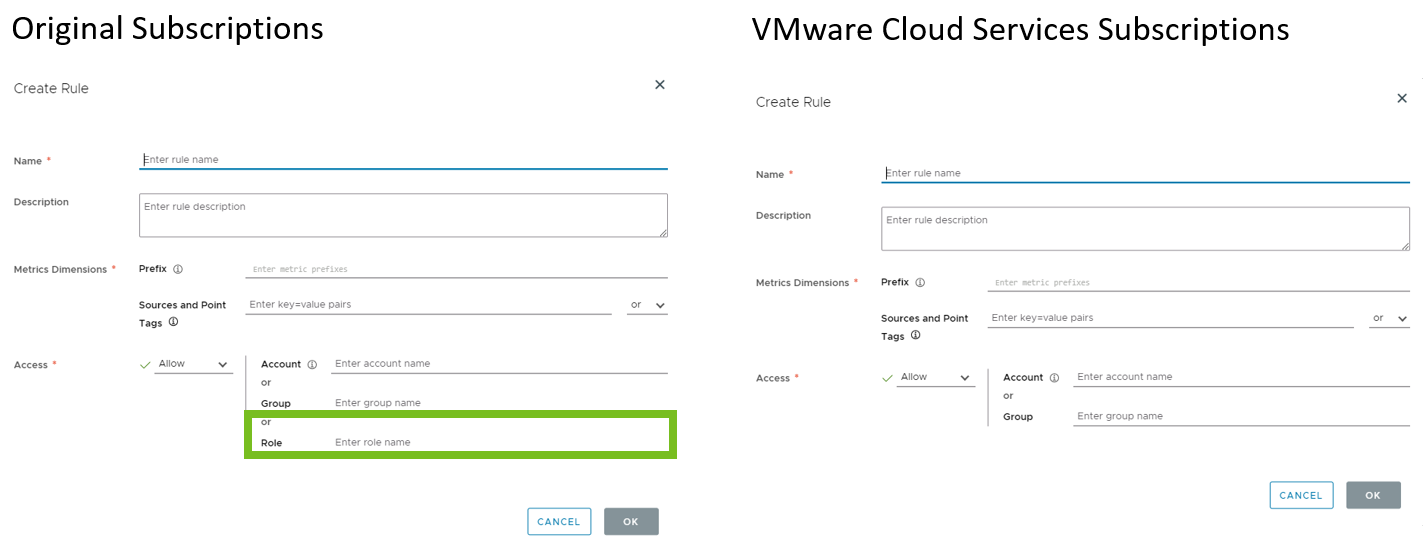 Original Subscriptions
Create Rule
Name *
Enter rule name
Description
Enter rule description
Metrics Dimensions *
Prefix
Enter metric prefixes
Sources and Point
Tags
Enter key=value pairs
or
Access *
Allow
Account
Enter account name
or
Group
Enter group name
or
Role
Enter role name
CANCEL
OK
VMware Cloud Services Subscriptions
Create Rule
Name *
Enter rule name
Description
Enter rule description
Metrics Dimensions *
Prefix
Enter metric prefixes
Sources and Point
Tags
Enter key=value pairs
or
Access *
Allow
Account
Enter account name
or
Group
Enter group name
CANCEL
OK